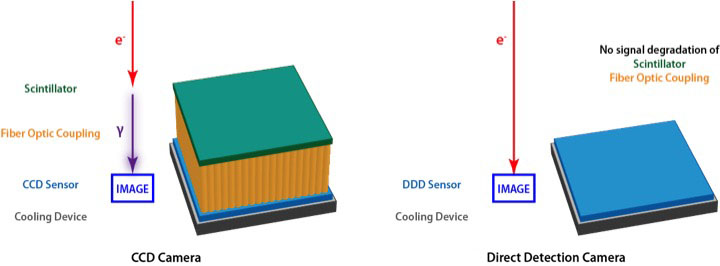 e-
Scintillator
γ
Fiber Optic Coupling
CCD Sensor
IMAGE
Cooling Device
CCD Camera
e-
No signal degradation of
Scintillator
Fiber Optic Coupling
DDD Sensor
IMAGE
Cooling Device
Direct Detection Camera